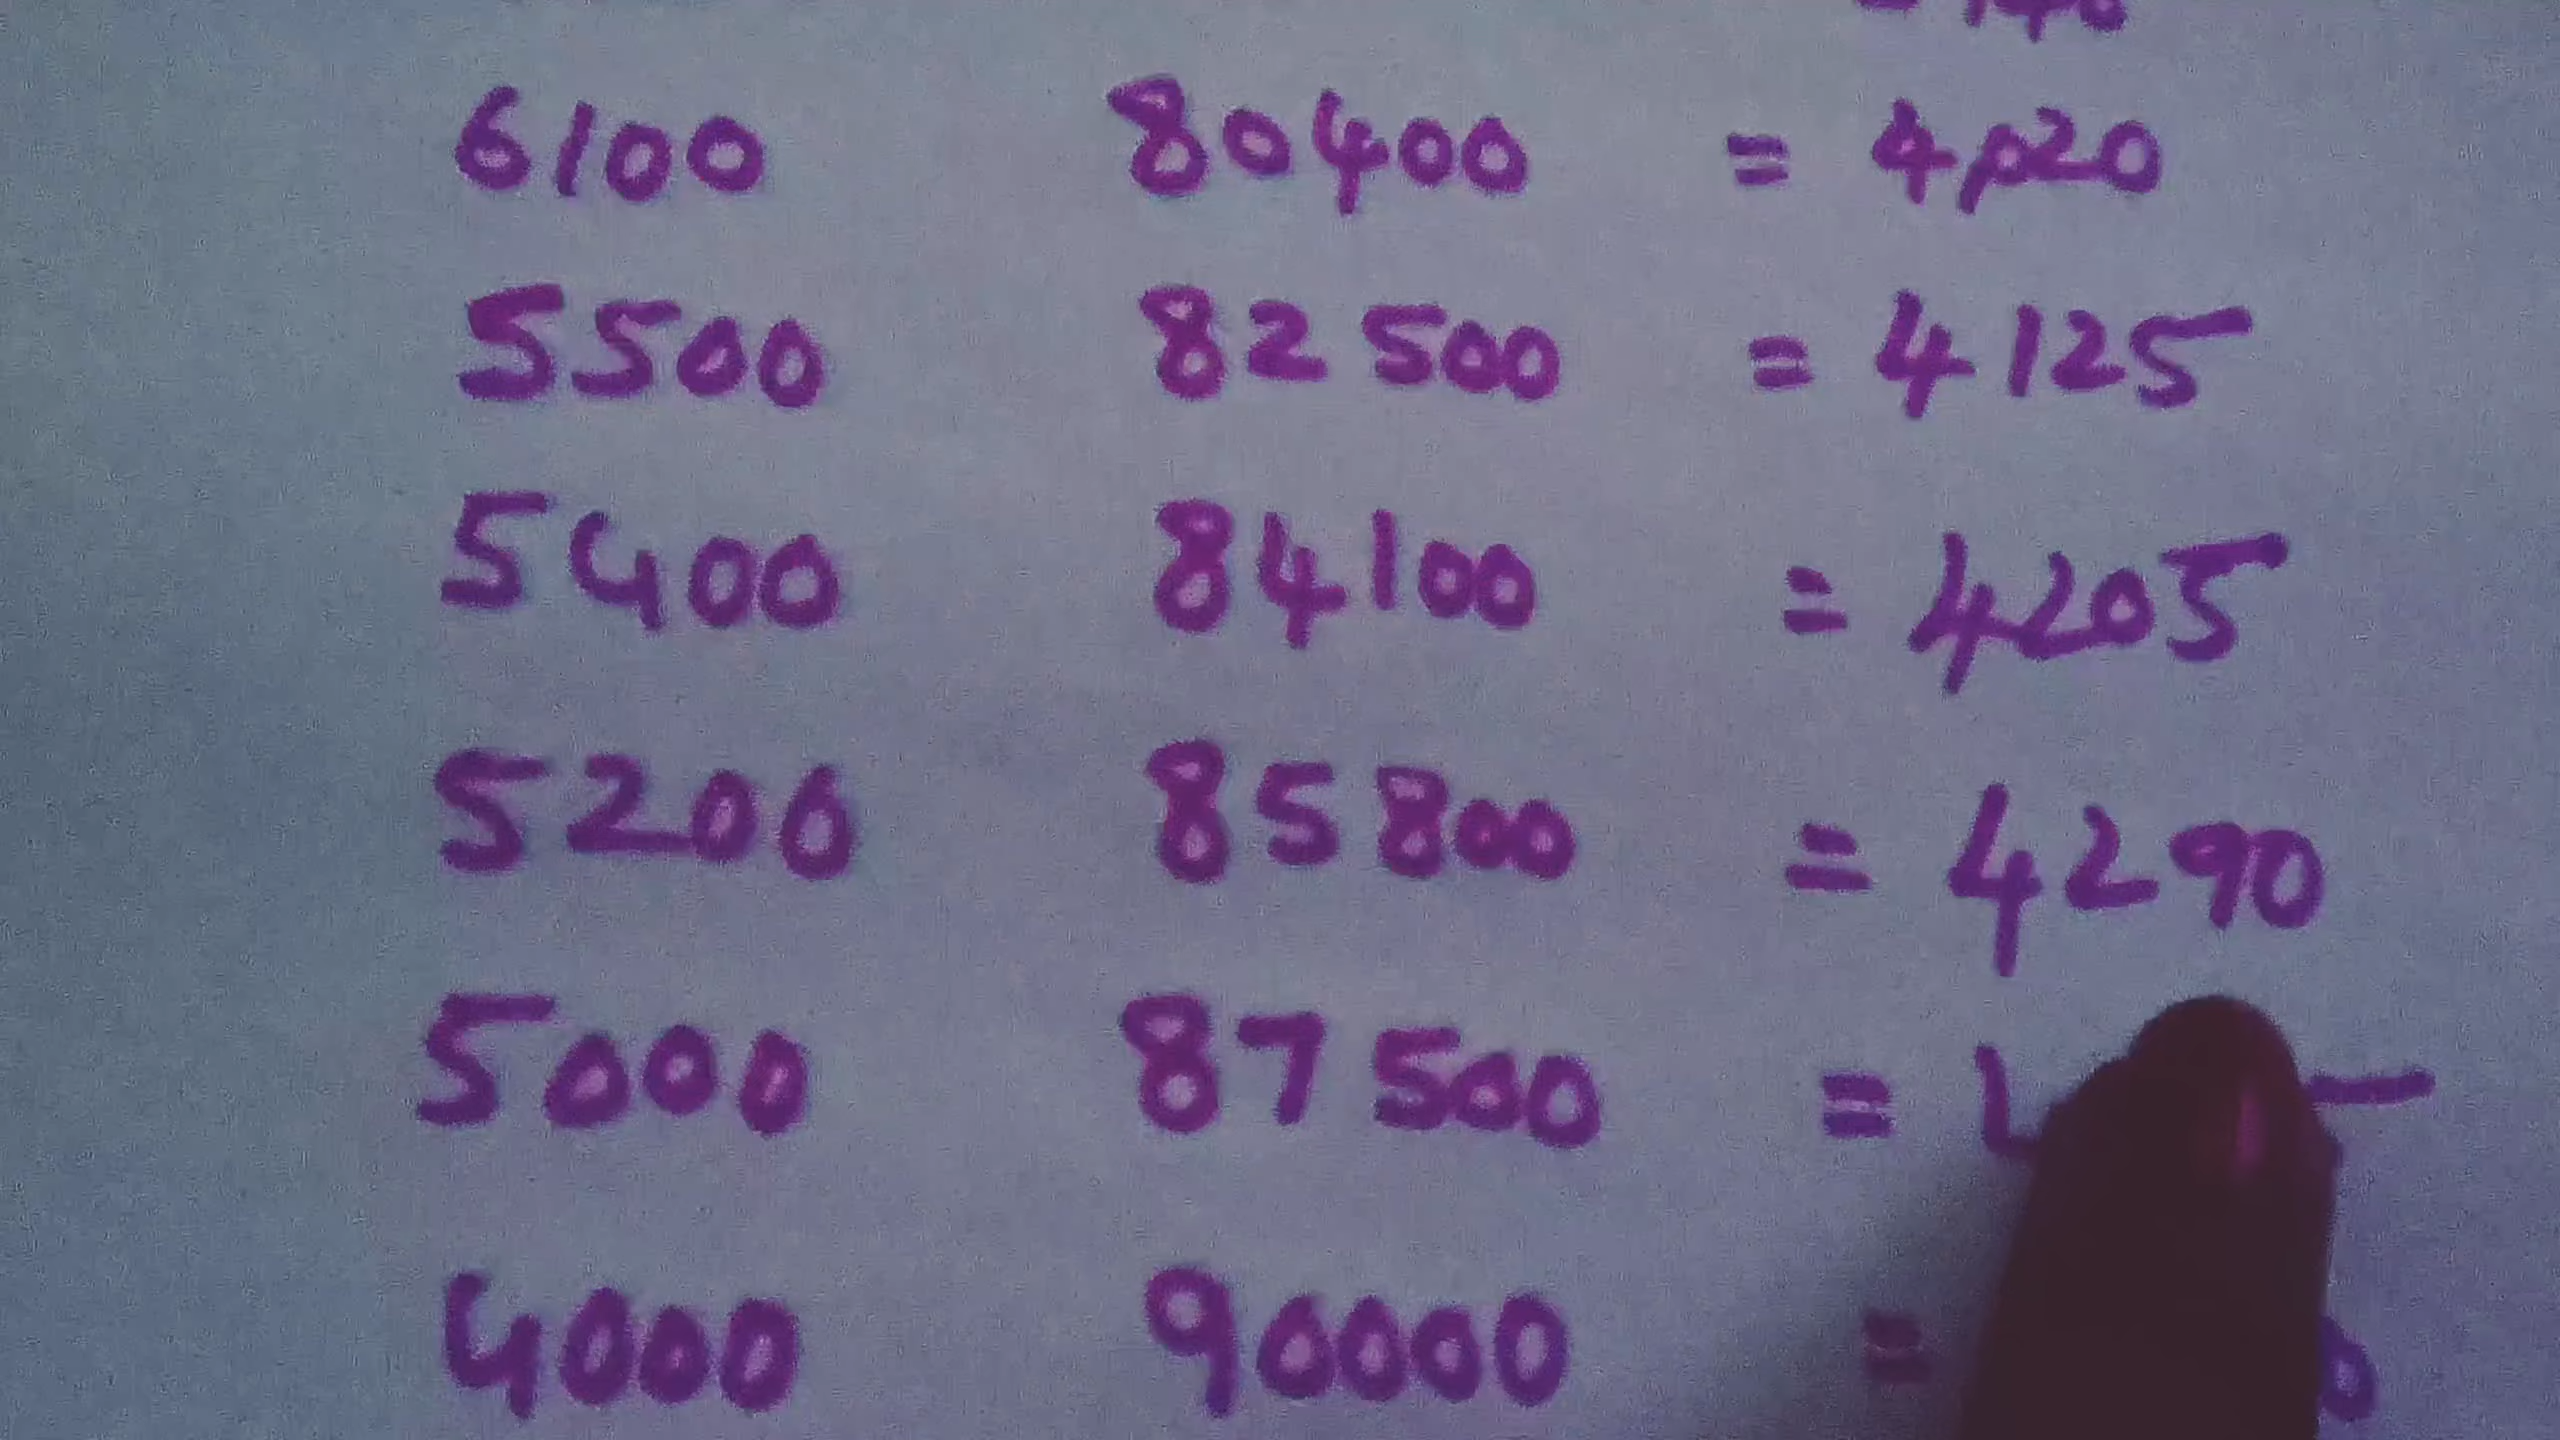 6100 80400 = 4020
5500 82500 = 4125
5400 84100 = 4205
5200 85800 = 4290
5000 87500 =
4000 90000 =